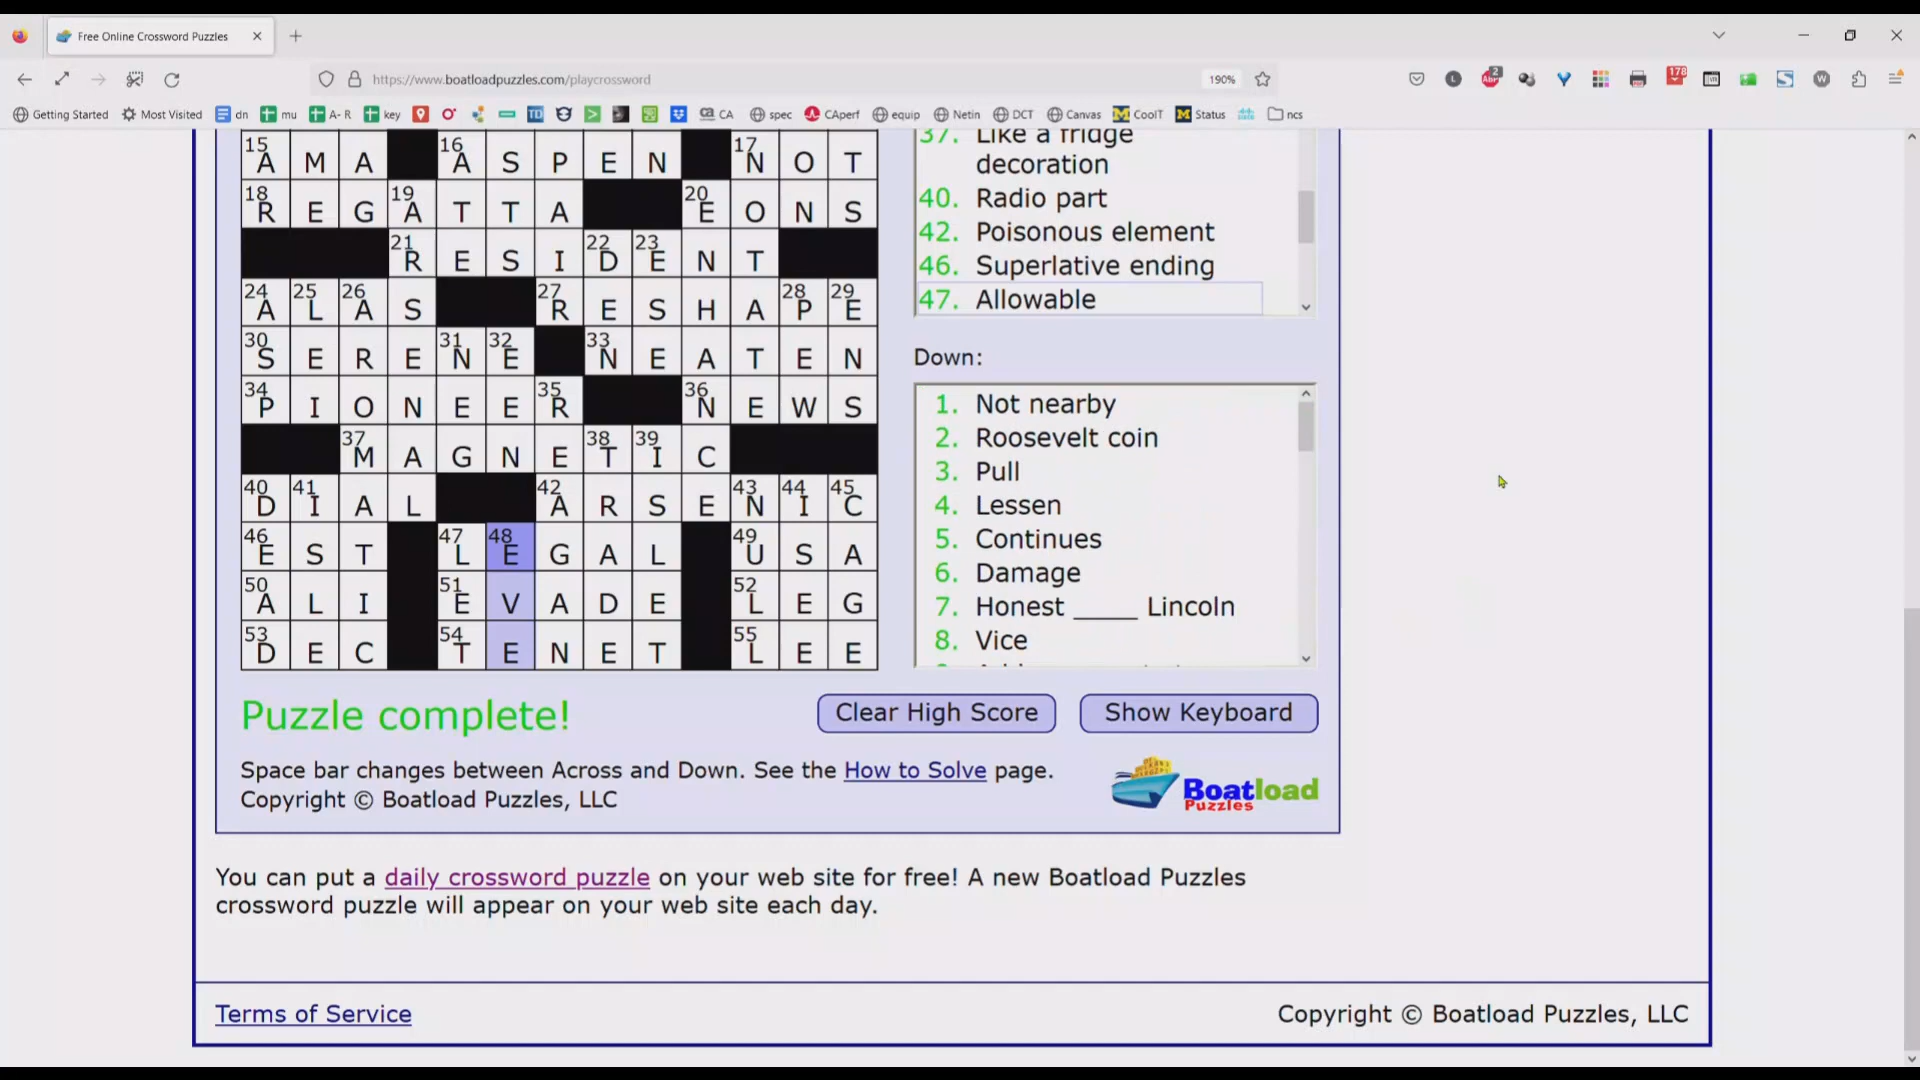 Free Online Crossword Puzzles
https://www.boatloadpuzzles.com/playcrossword
190%
2
178
Getting Started
Most Visited
dn
mu
A- R
key
TD
CA
spec
CAperf
equip
Netin
DCT
Canvas
CoolT
Status
ncs
15 A M A 16 A S P E N 17 N O T
18 R E G 19 A T T A 20 E O N S
21 R E S I 22 D 23 E N T
24 A 25 L 26 A S 27 R E S H A 28 P 29 E
30 S E R E 31 N 32 E 33 N E A T E N
34 P I O N E E 35 R 36 N E W S
37 M A G N E 38 T 39 I C
40 D 41 I A L 42 A R S E 43 N 44 I 45 C
46 E S T 47 L 48 E G A L 49 U S A
50 A L I 51 E V A D E 52 L E G
53 D E C 54 T E N E T 55 L E E
37. Like a fridge
decoration
40. Radio part
42. Poisonous element
46. Superlative ending
47. Allowable
Down:
1. Not nearby
2. Roosevelt coin
3. Pull
4. Lessen
5. Continues
6. Damage
7. Honest _____ Lincoln
8. Vice
Puzzle complete!
Clear High Score
Show Keyboard
Space bar changes between Across and Down. See the How to Solve page.
Copyright © Boatload Puzzles, LLC
Boatload
Puzzles
You can put a daily crossword puzzle on your web site for free! A new Boatload Puzzles
crossword puzzle will appear on your web site each day.
Terms of Service
Copyright © Boatload Puzzles, LLC